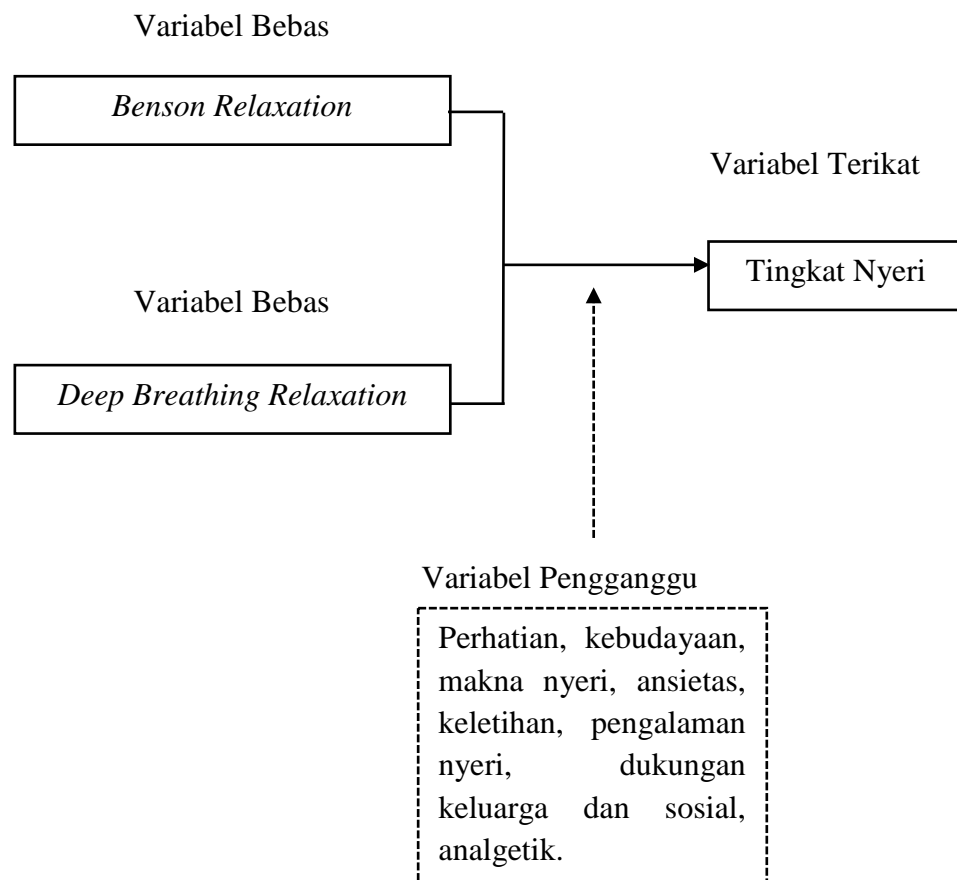 Variabel Bebas
Benson Relaxation
Variabel Terikat
Tingkat Nyeri
Variabel Bebas
Deep Breathing Relaxation
Variabel Pengganggu
Perhatian, kebudayaan,
makna nyeri, ansietas,
keletihan, pengalaman
nyeri, dukungan
keluarga dan sosial,
analgetik.